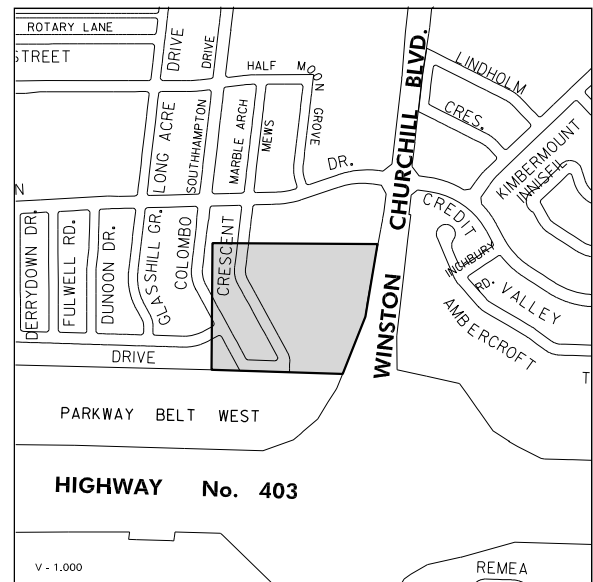 ROTARY LANE
STREET
DRIVE
DRIVE
HALF MOON GROVE
LINDHOLM
CRES.
LONG ACRE
SOUTHHAMPTON
MARBLE ARCH
MEWS
DR.
WINSTON CHURCHILL BLVD.
KIMBERMOUNT
INNISFIL
N
DERRYDOWN DR.
FULWELL RD.
DUNOON DR.
GLASSHILL GR.
COLOMBO
CRESCENT
CREDIT
VALLEY
INCHBURY
RD.
AMBERCROFT
DRIVE
T
PARKWAY BELT WEST
HIGHWAY No. 403
V - 1.000
REMEA